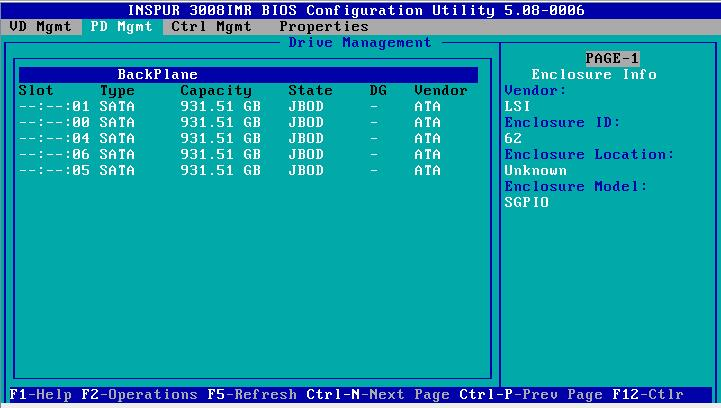 INSPUR 3008IMR BIOS Configuration Utility 5.08-0006
VD Mgmt PD Mgmt Ctrl Mgmt Properties
Drive Management
BackPlane
Slot Type Capacity State DG Vendor
--:--:01 SATA 931.51 GB JBOD - ATA
--:--:00 SATA 931.51 GB JBOD - ATA
--:--:04 SATA 931.51 GB JBOD - ATA
--:--:06 SATA 931.51 GB JBOD - ATA
--:--:05 SATA 931.51 GB JBOD - ATA
PAGE-1
Enclosure Info
Vendor:
LSI
Enclosure ID:
62
Enclosure Location:
Unknown
Enclosure Model:
SGPIO
F1-Help F2-Operations F5-Refresh Ctrl-N-Next Page Ctrl-P-Prev Page F12-Ctlr